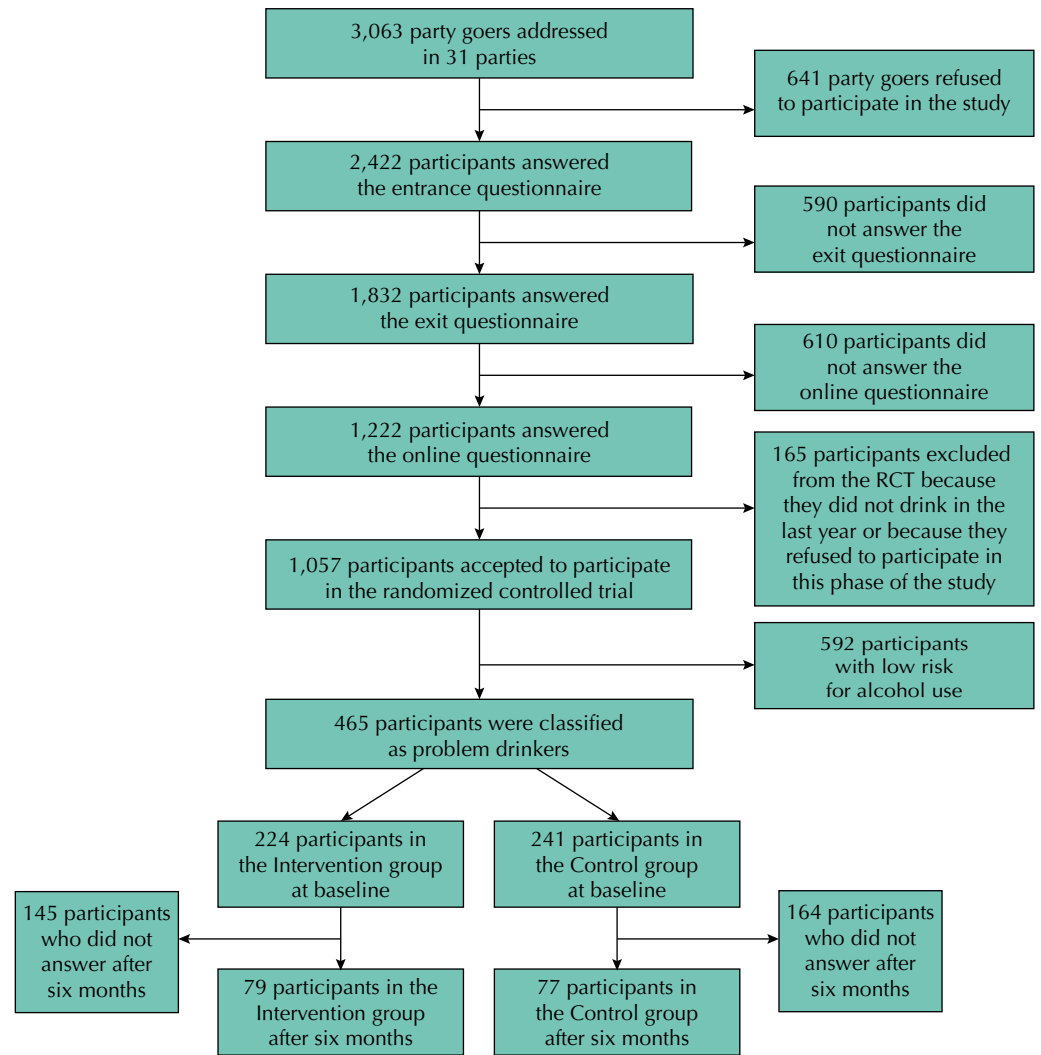 3,063 party goers addressed
in 31 parties
641 party goers refused
to participate in the study
2,422 participants answered
the entrance questionnaire
590 participants did
not answer the
exit questionnaire
1,832 participants answered
the exit questionnaire
610 participants did
not answer the
online questionnaire
1,222 participants answered
the online questionnaire
165 participants excluded
from the RCT because
they did not drink in the
last year or because they
refused to participate in
this phase of the study
1,057 participants accepted to participate
in the randomized controlled trial
592 participants
with low risk
for alcohol use
465 participants were classified
as problem drinkers
224 participants in
the Intervention group
at baseline
241 participants in
the Control group
at baseline
145 participants
who did not
answer after
six months
164 participants
who did not
answer after
six months
79 participants in the
Intervention group
after six months
77 participants in
the Control group
after six months